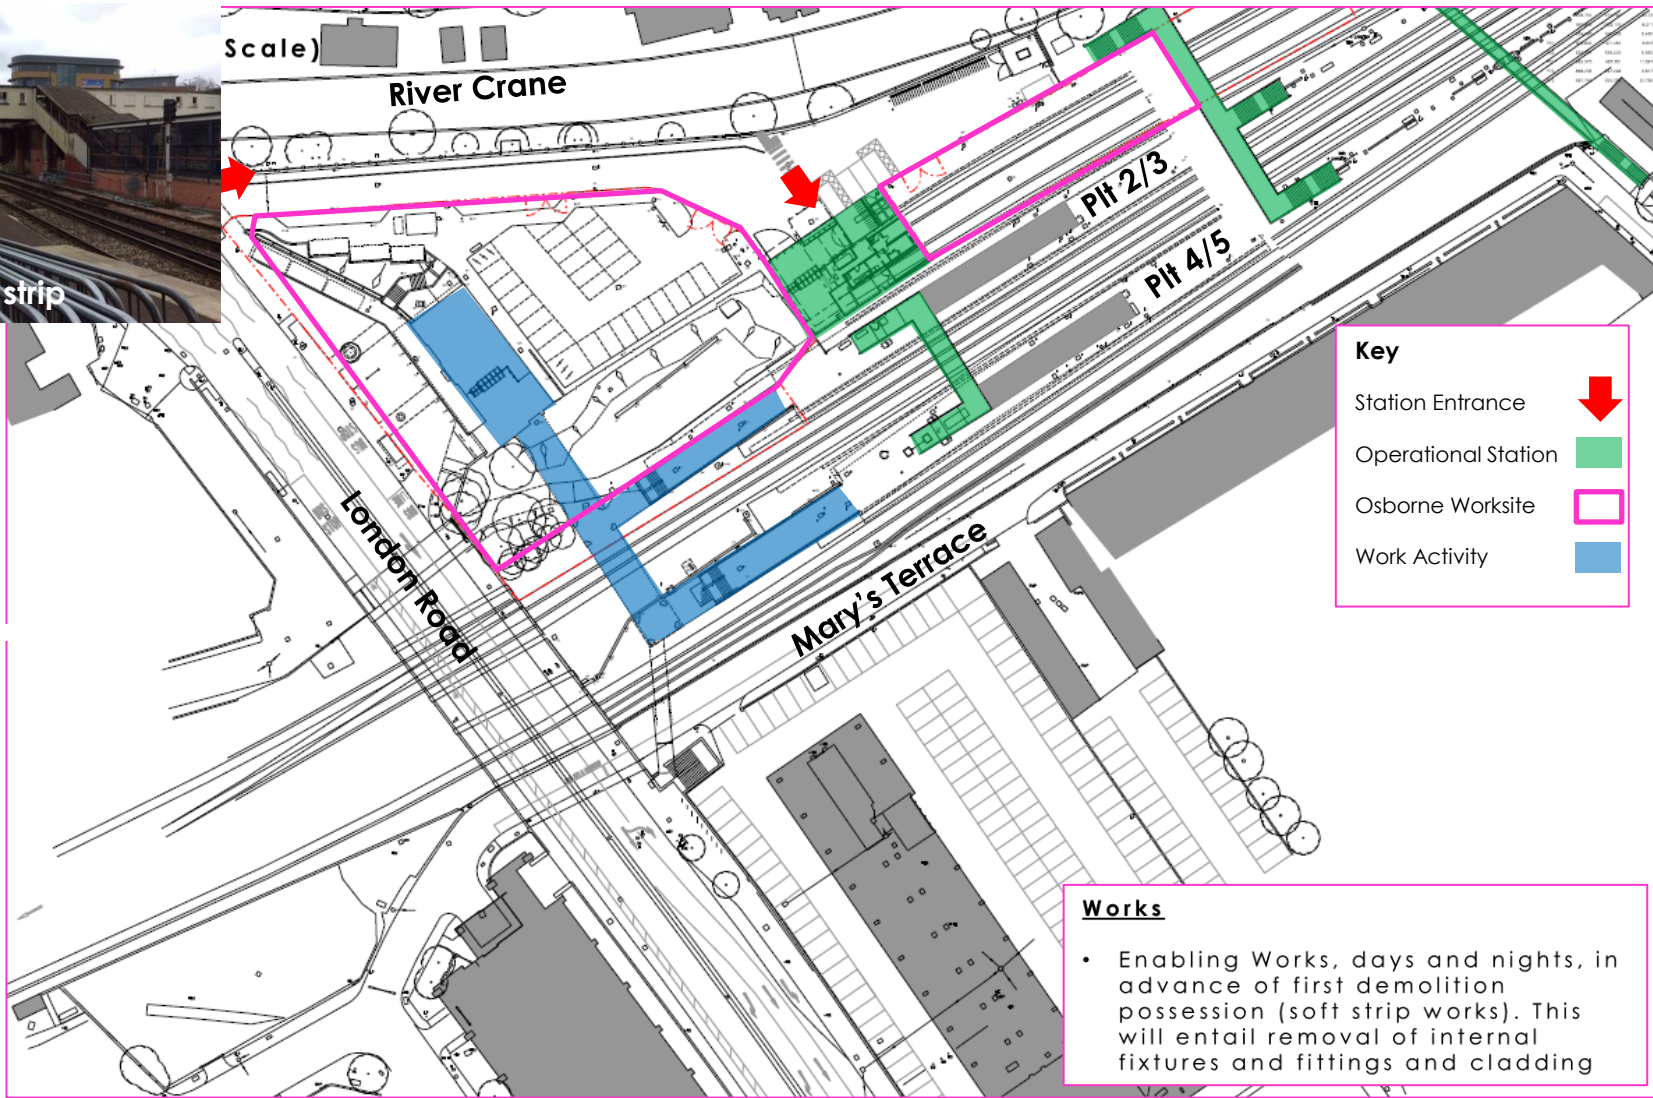 Scale)
River Crane
strip
Plt 2/3
Plt 4/5
London Road
Mary's Terrace
Key
Station Entrance
Operational Station
Osborne Worksite
Work Activity
Works
• Enabling Works, days and nights, in
advance of first demolition
possession (soft strip works). This
will entail removal of internal
fixtures and fittings and cladding